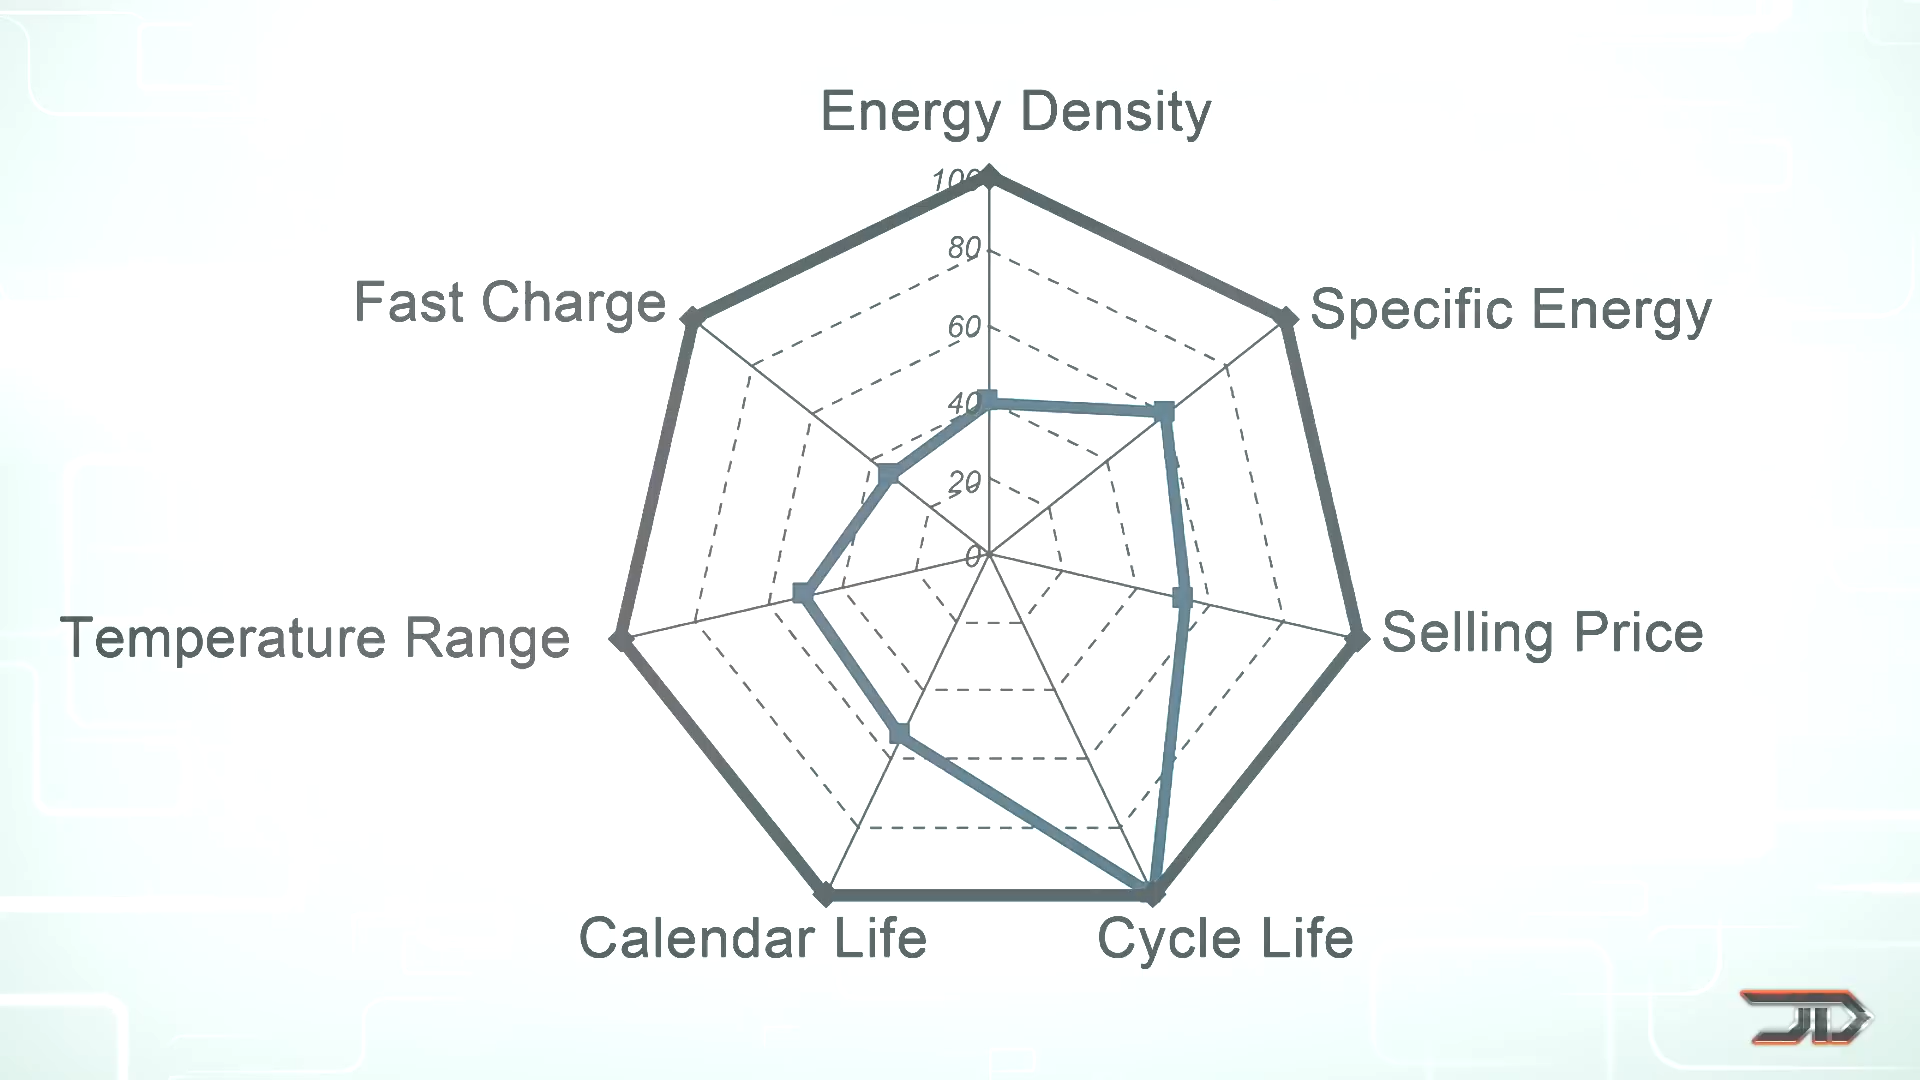 Energy Density
100
80
Fast Charge
Specific Energy
60
40
20
0
Selling Price
Temperature Range
Calendar Life
Cycle Life
JD